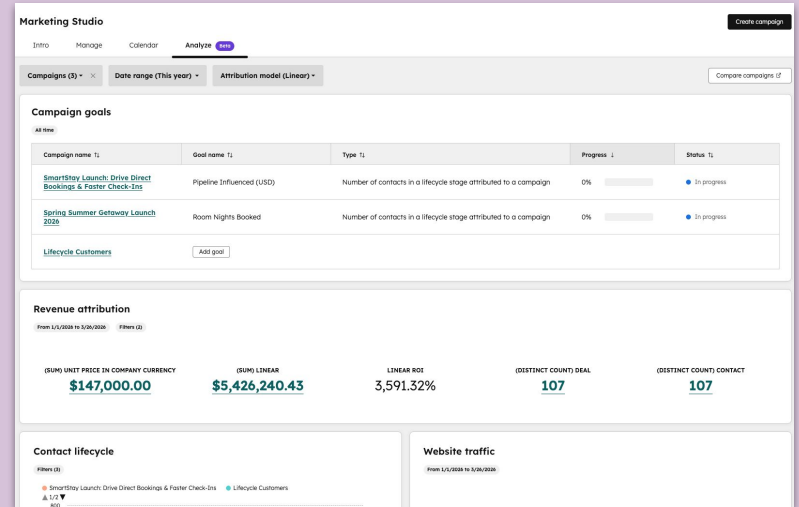 Marketing Studio
Create campaign
Intro Manage Calendar Analyze Beta
Campaigns (3) Date range (This year) Attribution model (Linear) Compare campaigns
Campaign goals
All time
Campaign name Goal name Type Progress Status
SmartStay Launch: Drive Direct
Bookings & Faster Check-Ins
Pipeline Influenced (USD) Number of contacts in a lifecycle stage attributed to a campaign 0% In progress
Spring Summer Getaway Launch
2026
Room Nights Booked Number of contacts in a lifecycle stage attributed to a campaign 0% In progress
Lifecycle Customers Add goal
Revenue attribution
From 1/1/2026 to 3/26/2026 Filters (2)
(SUM) UNIT PRICE IN COMPANY CURRENCY (SUM) LINEAR LINEAR ROI (DISTINCT COUNT) DEAL (DISTINCT COUNT) CONTACT
$147,000.00 $5,426,240.43 3,591.32% 107 107
Contact lifecycle
Filters (3)
SmartStay Launch: Drive Direct Bookings & Faster Check-Ins Lifecycle Customers
1/2
800
Website traffic
From 1/1/2026 to 3/26/2026